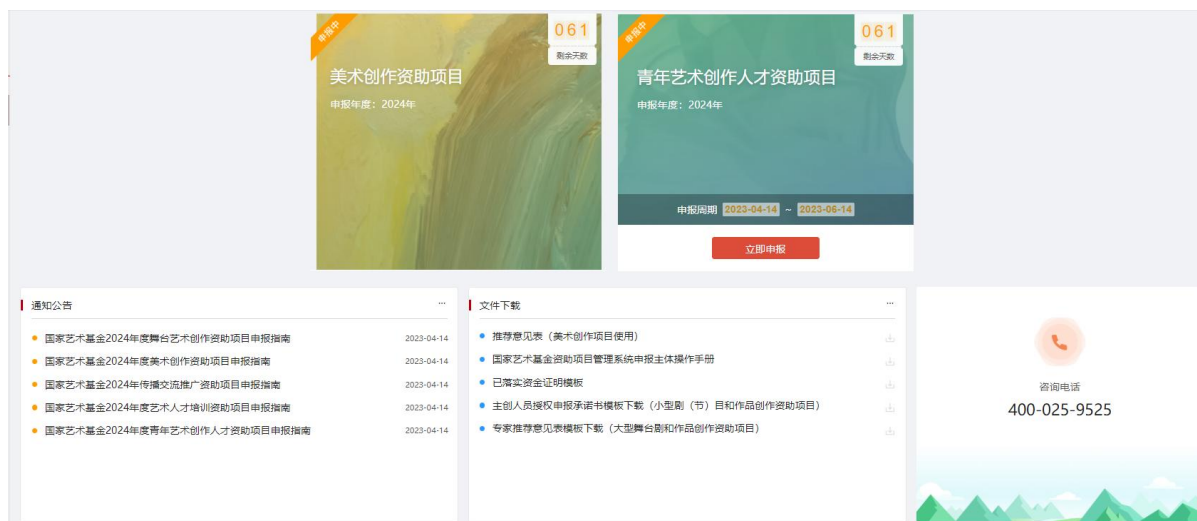 申报中
061
剩余天数
美术创作资助项目
申报年度：2024年
申报中
061
剩余天数
青年艺术创作人才资助项目
申报年度：2024年
申报周期 2023-04-14 ~ 2023-06-14
立即申报
通知公告 ···
国家艺术基金2024年度舞台艺术创作资助项目申报指南 2023-04-14
国家艺术基金2024年度美术创作资助项目申报指南 2023-04-14
国家艺术基金2024年传播交流推广资助项目申报指南 2023-04-14
国家艺术基金2024年度艺术人才培训资助项目申报指南 2023-04-14
国家艺术基金2024年度青年艺术创作人才资助项目申报指南 2023-04-14
文件下载 ···
推荐意见表（美术创作项目使用）
国家艺术基金资助项目管理系统申报主体操作手册
已落实资金证明模板
主创人员授权申报承诺书模板下载（小型剧（节）目和作品创作资助项目）
专家推荐意见表模板下载（大型舞台剧和作品创作资助项目）
咨询电话
400-025-9525